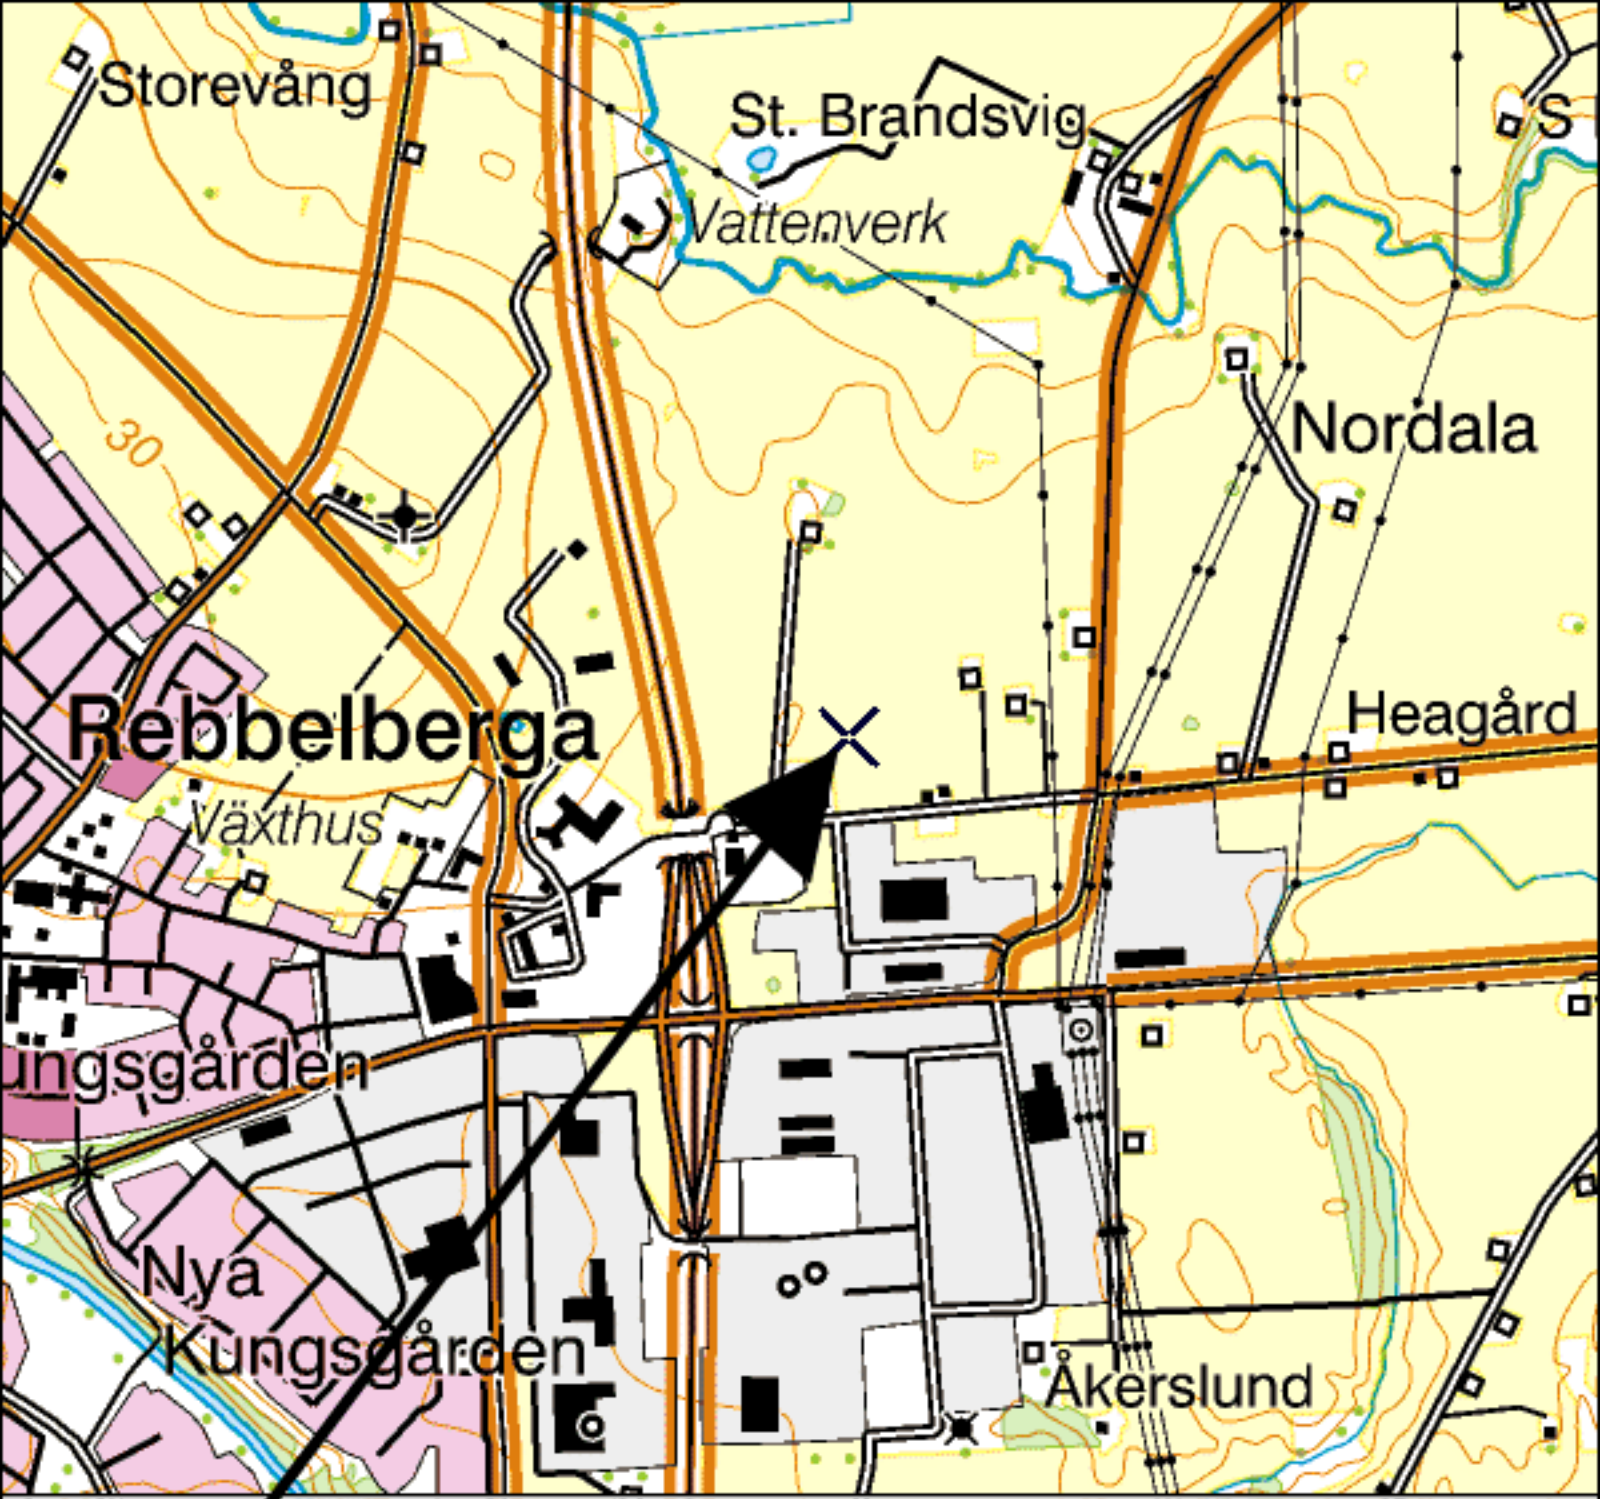 Storevång
St. Brandsvig
S
Vattenverk
Nordala
30
Rebbelberga
Heagård
Växthus
ungsgården
Nya
Kungsgården
Åkerslund